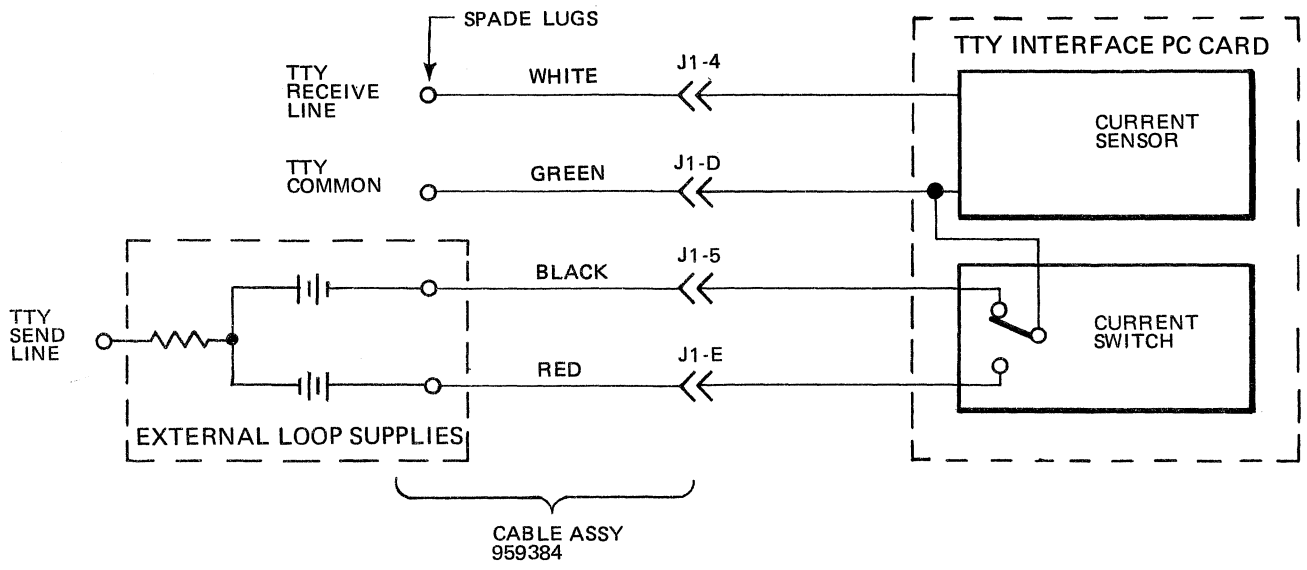 SPADE LUGS
TTY INTERFACE PC CARD
TTY
RECEIVE
LINE
WHITE
J1-4
CURRENT
SENSOR
TTY
COMMON
GREEN
J1-D
BLACK
J1-5
TTY
SEND
LINE
CURRENT
SWITCH
RED
J1-E
EXTERNAL LOOP SUPPLIES
CABLE ASSY
959384